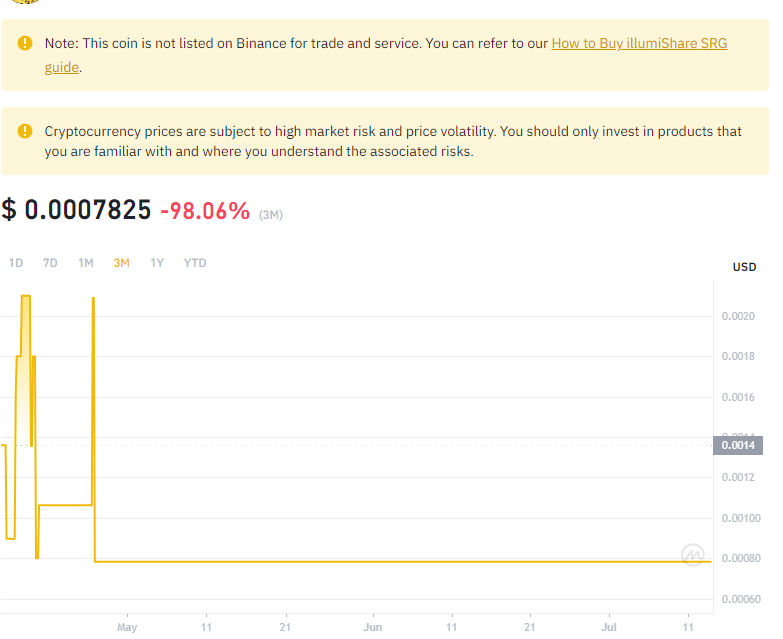 Note: This coin is not listed on Binance for trade and service. You can refer to our How to Buy illumiShare SRG
guide.
Cryptocurrency prices are subject to high market risk and price volatility. You should only invest in products that
you are familiar with and where you understand the associated risks.
$ 0.0007825 -98.06% (3M)
1D 7D 1M 3M 1Y YTD
USD
0.0020
0.0018
0.0016
0.0014
0.0014
0.0012
0.00100
0.00080
0.00060
May 11 21 Jun 11 21 Jul 11